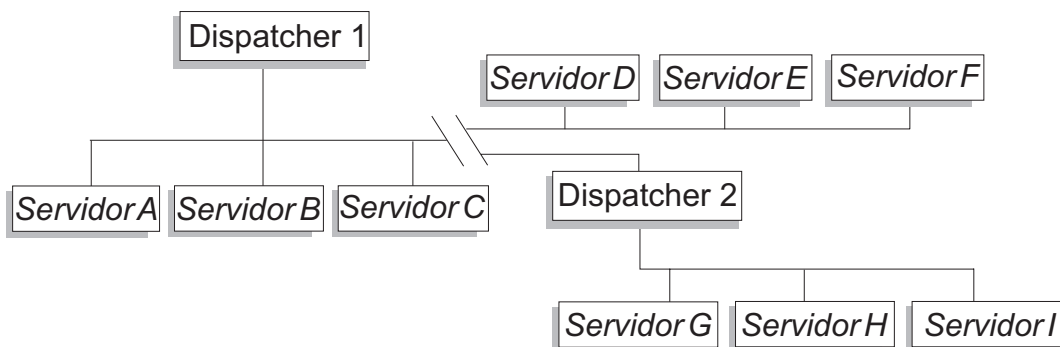 Dispatcher 1
Servidor D
Servidor E
Servidor F
Servidor A
Servidor B
Servidor C
Dispatcher 2
Servidor G
Servidor H
Servidor I